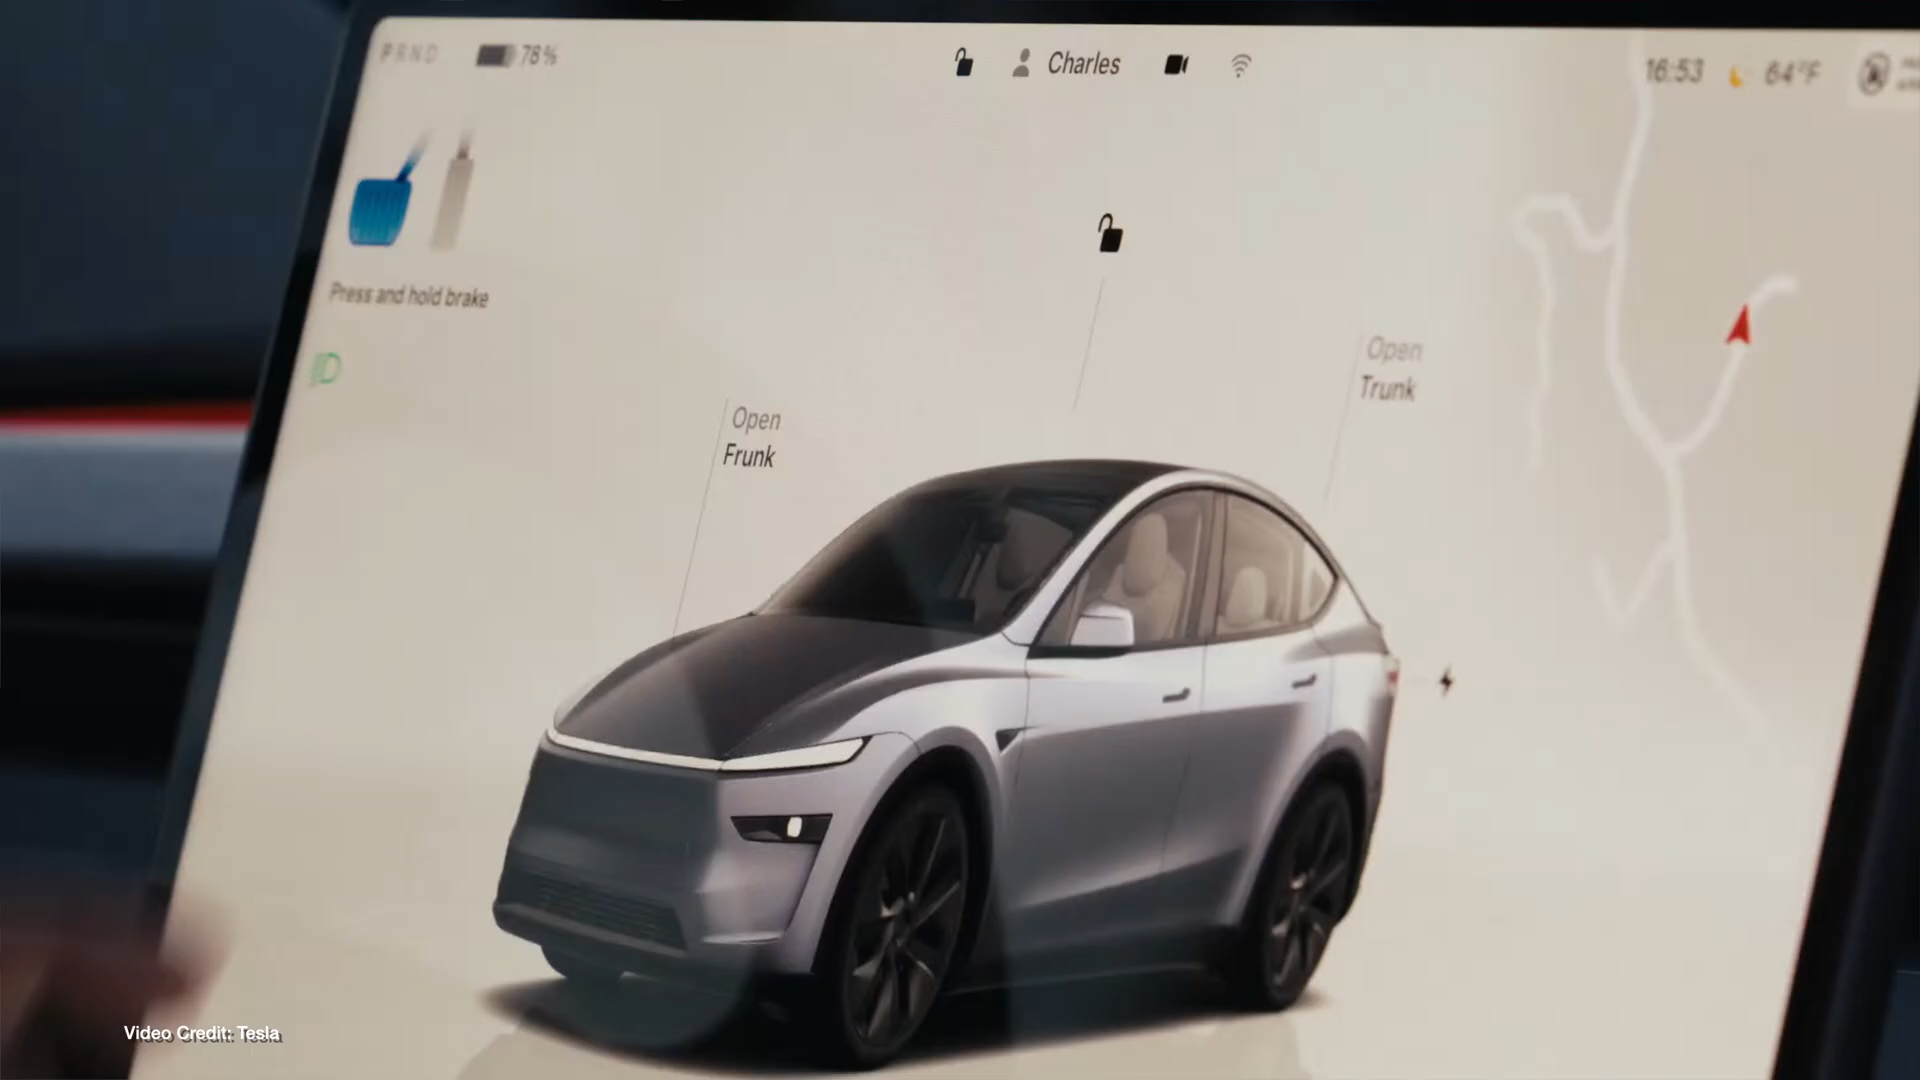 PRND
78%
Charles
16:53
64°F
Press and hold brake
Open
Trunk
Open
Frunk
Video Credit: Tesla